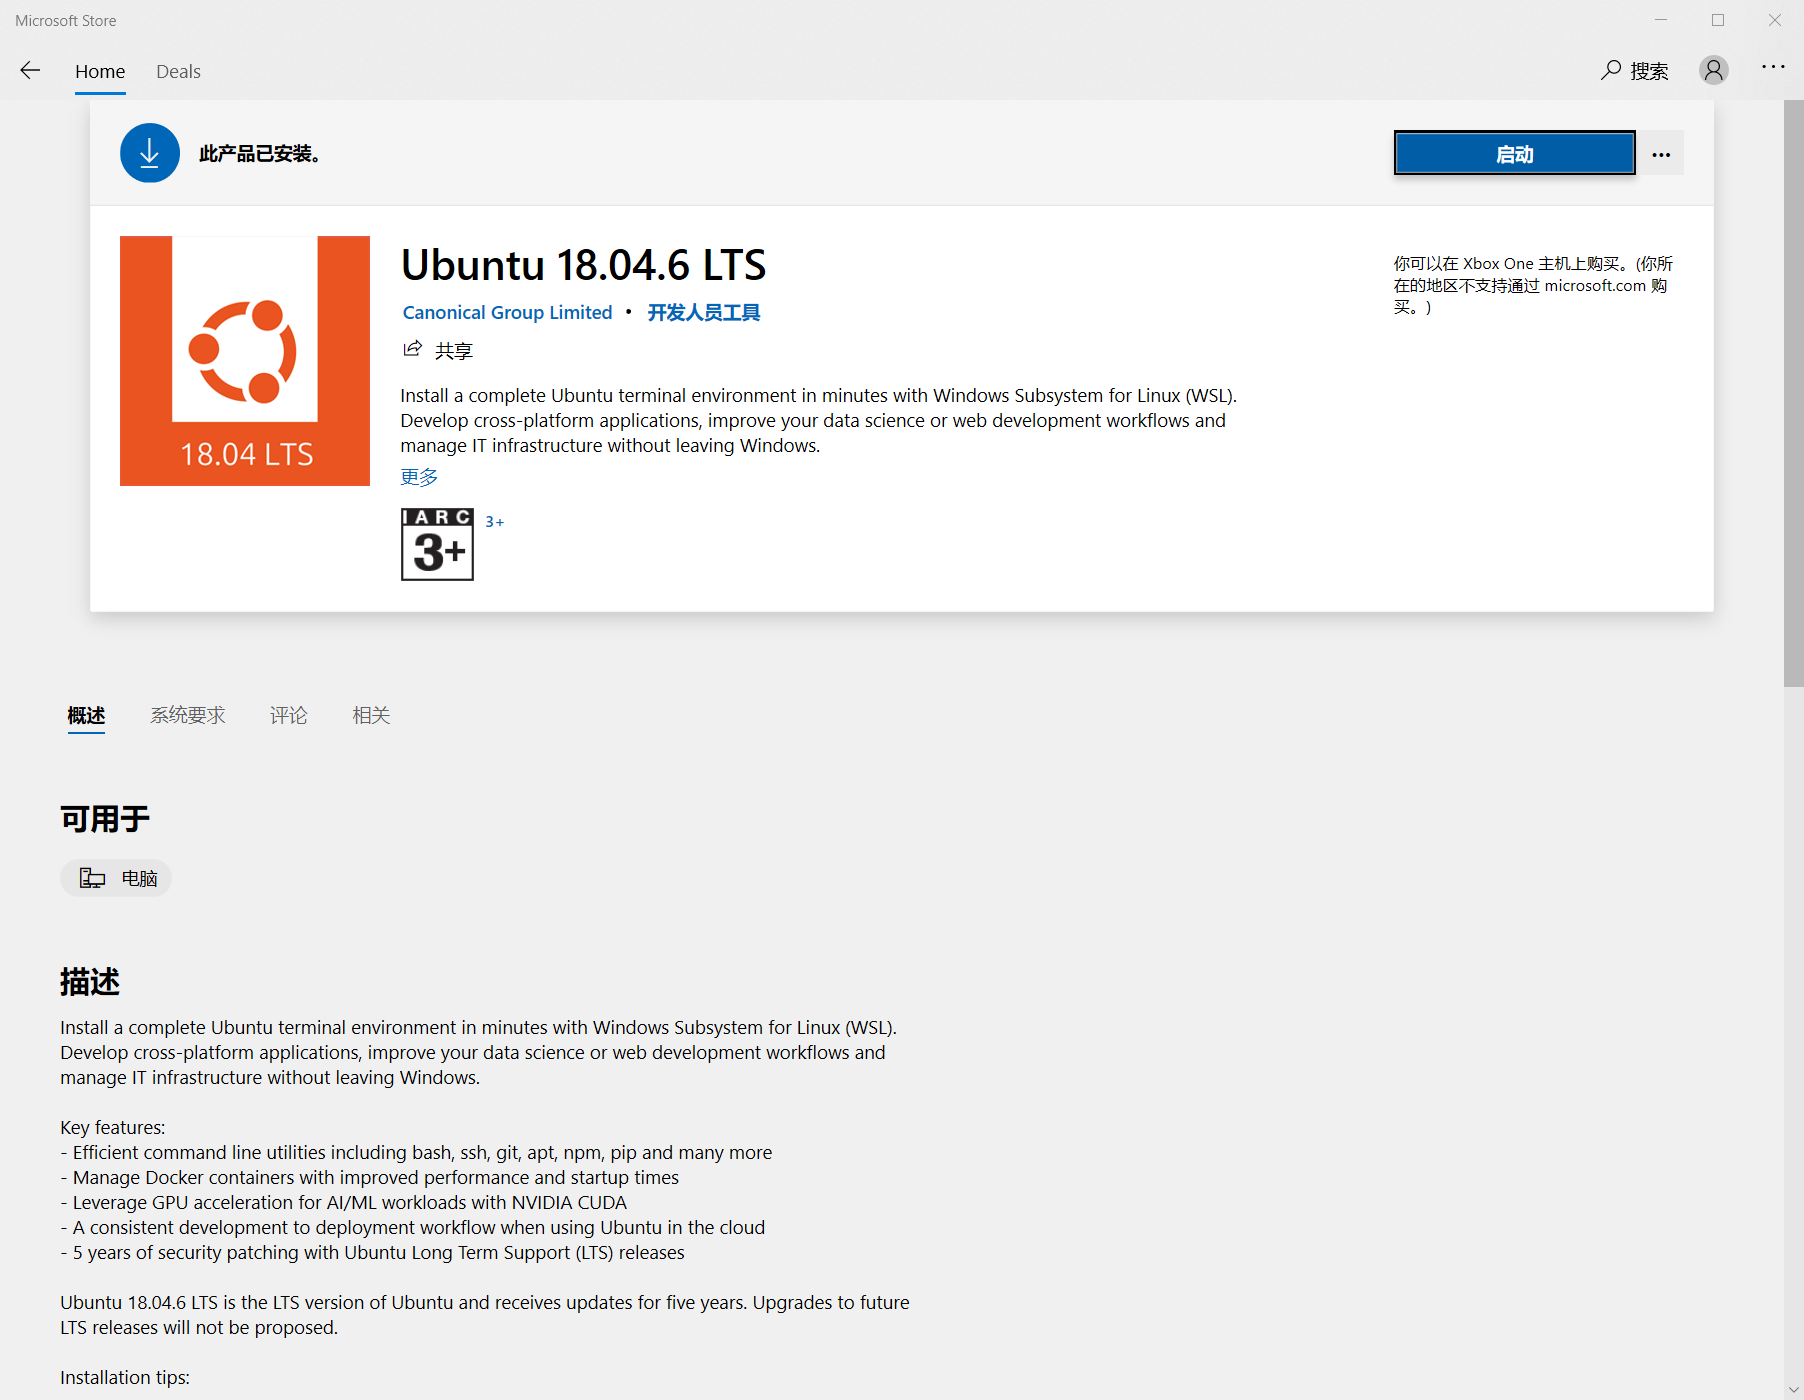 Microsoft Store
Home
Deals
搜索
此产品已安装。
启动
18.04 LTS
Ubuntu 18.04.6 LTS
Canonical Group Limited • 开发人员工具
共享
Install a complete Ubuntu terminal environment in minutes with Windows Subsystem for Linux (WSL).
Develop cross-platform applications, improve your data science or web development workflows and
manage IT infrastructure without leaving Windows.
更多
IARC
3+
3+
你可以在 Xbox One 主机上购买。(你所
在的地区不支持通过 microsoft.com 购
买。)
概述
系统要求
评论
相关
可用于
电脑
描述
Install a complete Ubuntu terminal environment in minutes with Windows Subsystem for Linux (WSL).
Develop cross-platform applications, improve your data science or web development workflows and
manage IT infrastructure without leaving Windows.
Key features:
- Efficient command line utilities including bash, ssh, git, apt, npm, pip and many more
- Manage Docker containers with improved performance and startup times
- Leverage GPU acceleration for AI/ML workloads with NVIDIA CUDA
- A consistent development to deployment workflow when using Ubuntu in the cloud
- 5 years of security patching with Ubuntu Long Term Support (LTS) releases
Ubuntu 18.04.6 LTS is the LTS version of Ubuntu and receives updates for five years. Upgrades to future
LTS releases will not be proposed.
Installation tips: